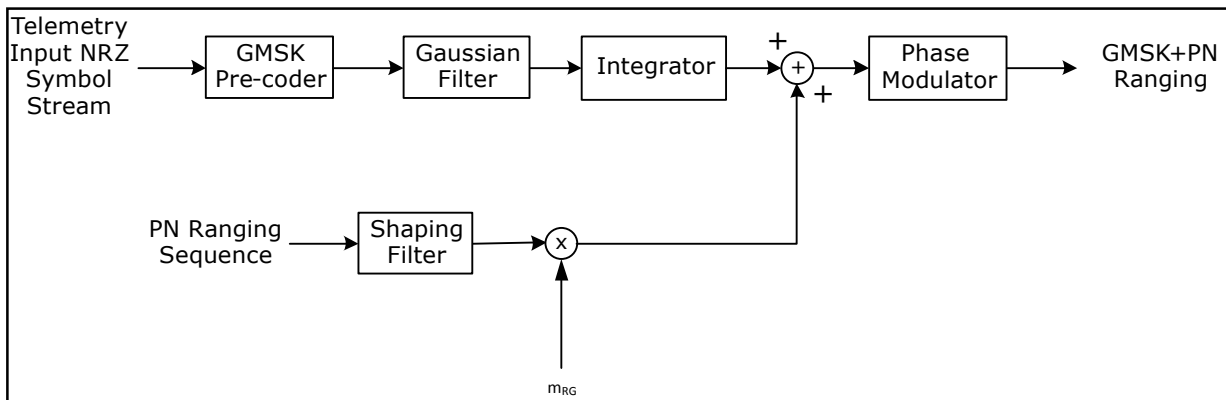 Telemetry
Input NRZ
Symbol
Stream
GMSK
Pre-coder
Gaussian
Filter
Integrator
+
+
+
Phase
Modulator
GMSK+PN
Ranging
PN Ranging
Sequence
Shaping
Filter
x
mRG